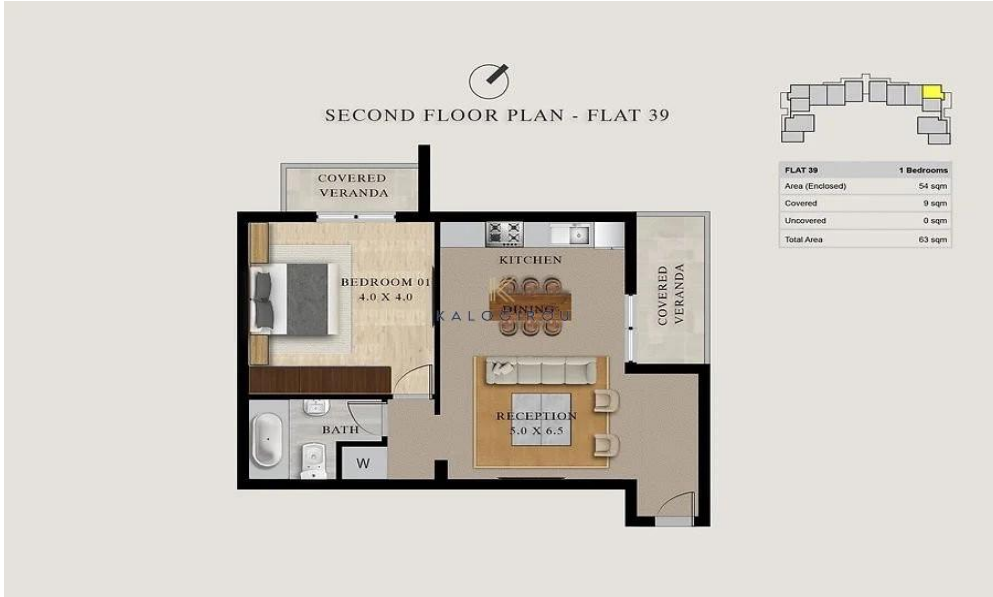 SECOND FLOOR PLAN - FLAT 39
FLAT 39 1 Bedrooms
Area (Enclosed) 54 sqm
Covered 9 sqm
Uncovered 0 sqm
Total Area 63 sqm
COVERED
VERANDA
KITCHEN
BEDROOM 01
4.0 X 4.0
COVERED
VERANDA
DINING
KALOGIROU
RECEPTION
5.0 X 6.5
BATH
W